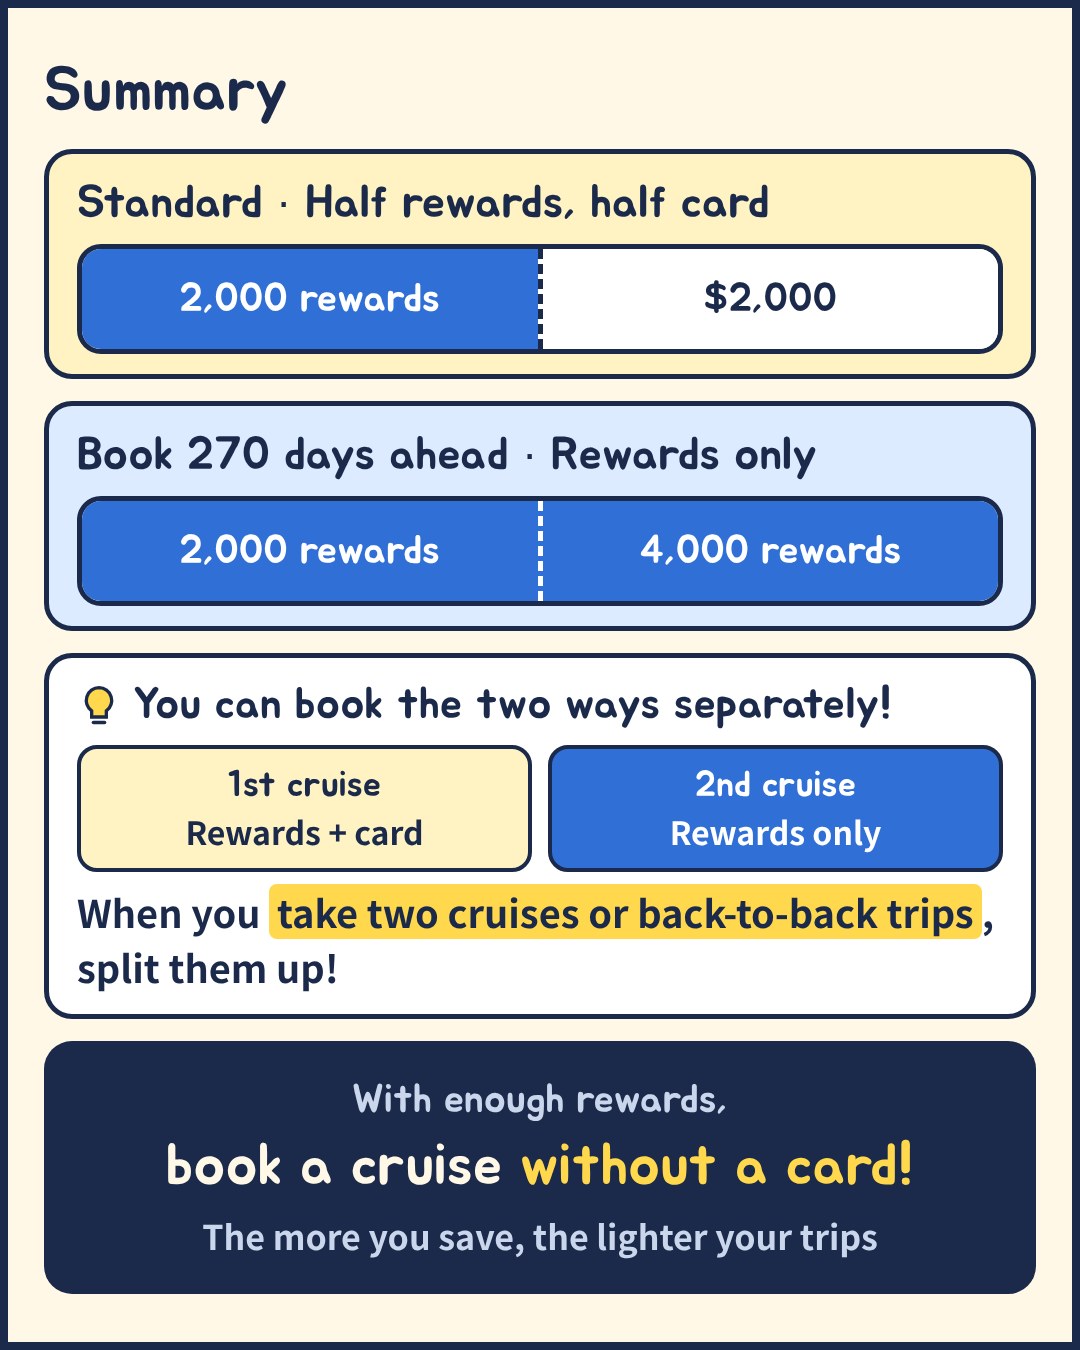 Summary
Standard · Half rewards, half card
2,000 rewards
$2,000
Book 270 days ahead · Rewards only
2,000 rewards
4,000 rewards
You can book the two ways separately!
1st cruise
Rewards + card
2nd cruise
Rewards only
When you take two cruises or back-to-back trips,
split them up!
With enough rewards,
book a cruise without a card!
The more you save, the lighter your trips